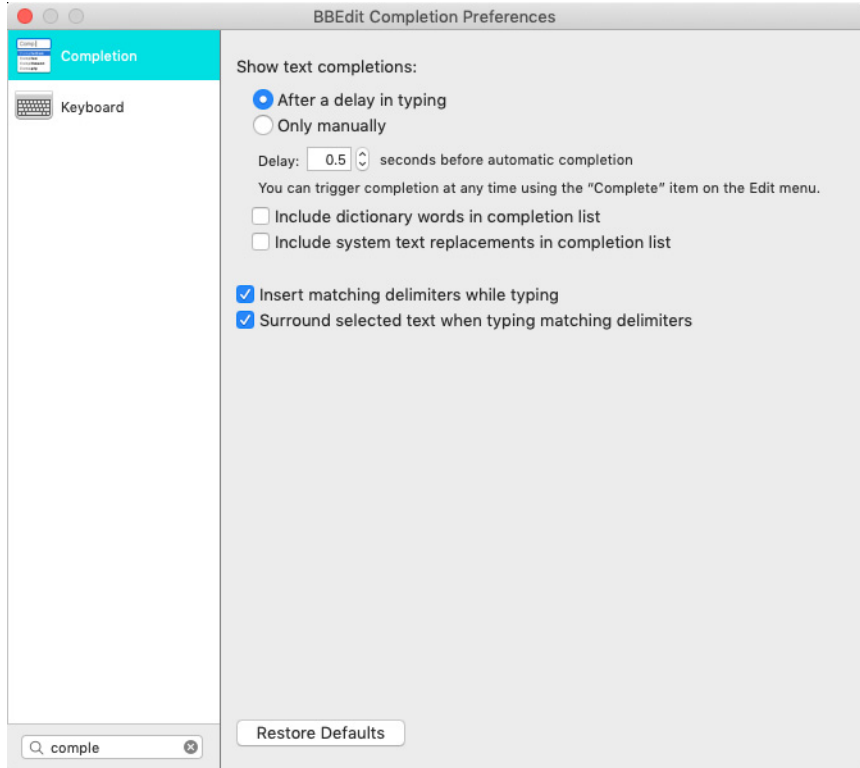 BBEdit Completion Preferences
Completion
Keyboard
Show text completions:
After a delay in typing
Only manually
Delay: 0.5 seconds before automatic completion
You can trigger completion at any time using the “Complete” item on the Edit menu.
Include dictionary words in completion list
Include system text replacements in completion list
Insert matching delimiters while typing
Surround selected text when typing matching delimiters
Restore Defaults
comple